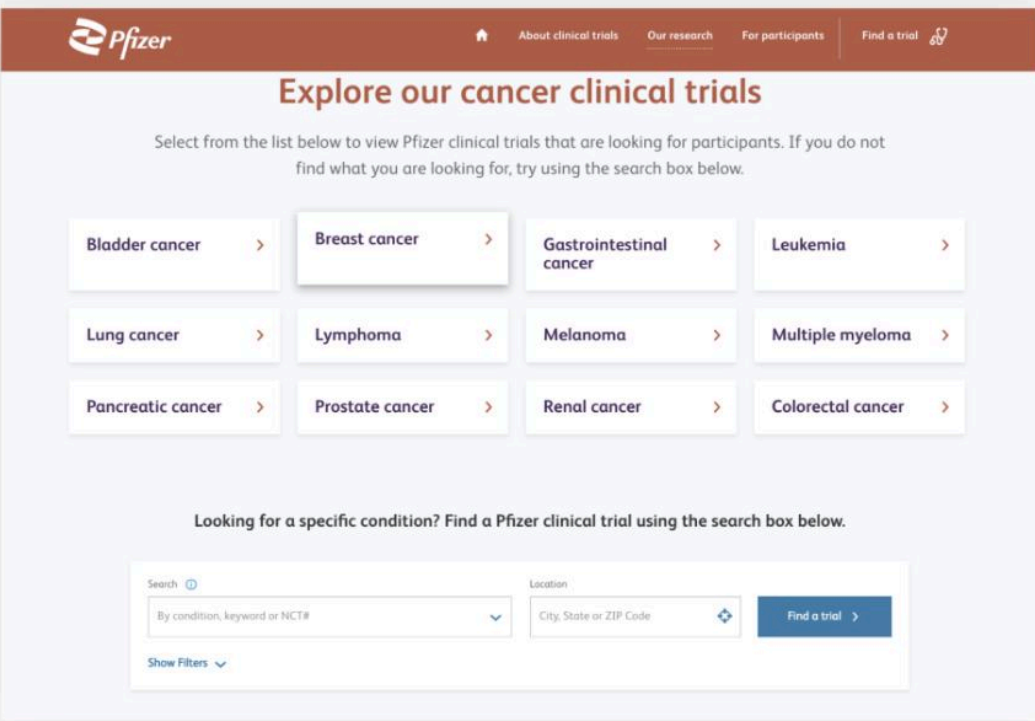 Pfizer
About clinical trials
Our research
For participants
Find a trial
Explore our cancer clinical trials
Select from the list below to view Pfizer clinical trials that are looking for participants. If you do not
find what you are looking for, try using the search box below.
Bladder cancer
Breast cancer
Gastrointestinal
cancer
Leukemia
Lung cancer
Lymphoma
Melanoma
Multiple myeloma
Pancreatic cancer
Prostate cancer
Renal cancer
Colorectal cancer
Looking for a specific condition? Find a Pfizer clinical trial using the search box below.
Search
Location
By condition, keyword or NCT#
City, State or ZIP Code
Find a trial
Show Filters